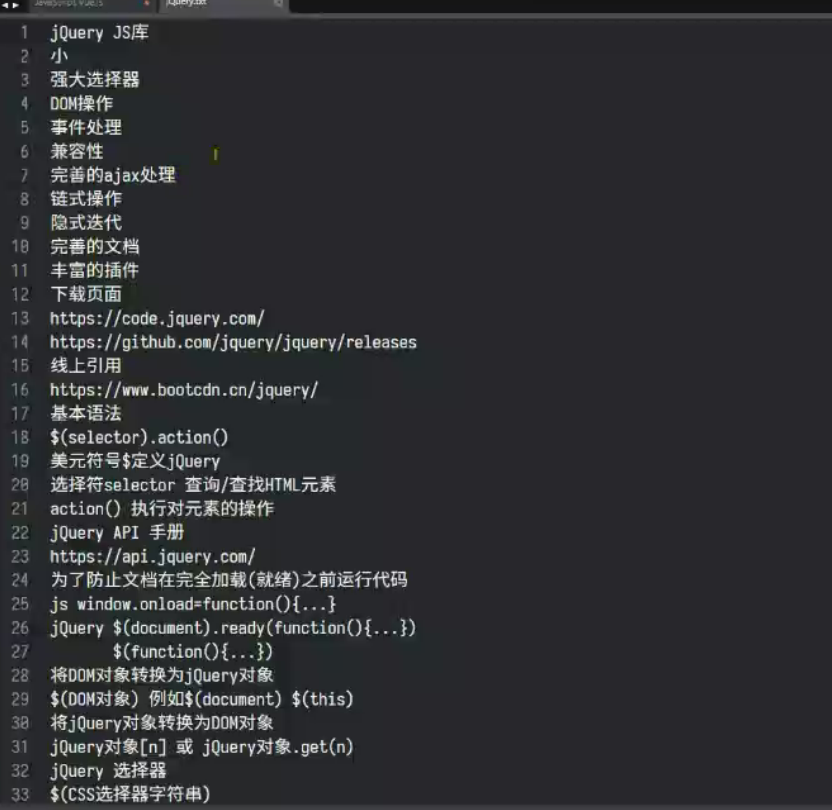 JavaScript Vue.js
jQuery.txt
1 jQuery JS库
2 小
3 强大选择器
4 DOM操作
5 事件处理
6 兼容性
7 完善的ajax处理
8 链式操作
9 隐式迭代
10 完善的文档
11 丰富的插件
12 下载页面
13 https://code.jquery.com/
14 https://github.com/jquery/jquery/releases
15 线上引用
16 https://www.bootcdn.cn/jquery/
17 基本语法
18 $(selector).action()
19 美元符号$定义jQuery
20 选择符selector 查询/查找HTML元素
21 action() 执行对元素的操作
22 jQuery API 手册
23 https://api.jquery.com/
24 为了防止文档在完全加载(就绪)之前运行代码
25 js window.onload=function(){...}
26 jQuery $(document).ready(function(){...})
27 $(function(){...})
28 将DOM对象转换为jQuery对象
29 $(DOM对象) 例如$(document) $(this)
30 将jQuery对象转换为DOM对象
31 jQuery对象[n] 或 jQuery对象.get(n)
32 jQuery 选择器
33 $(CSS选择器字符串)